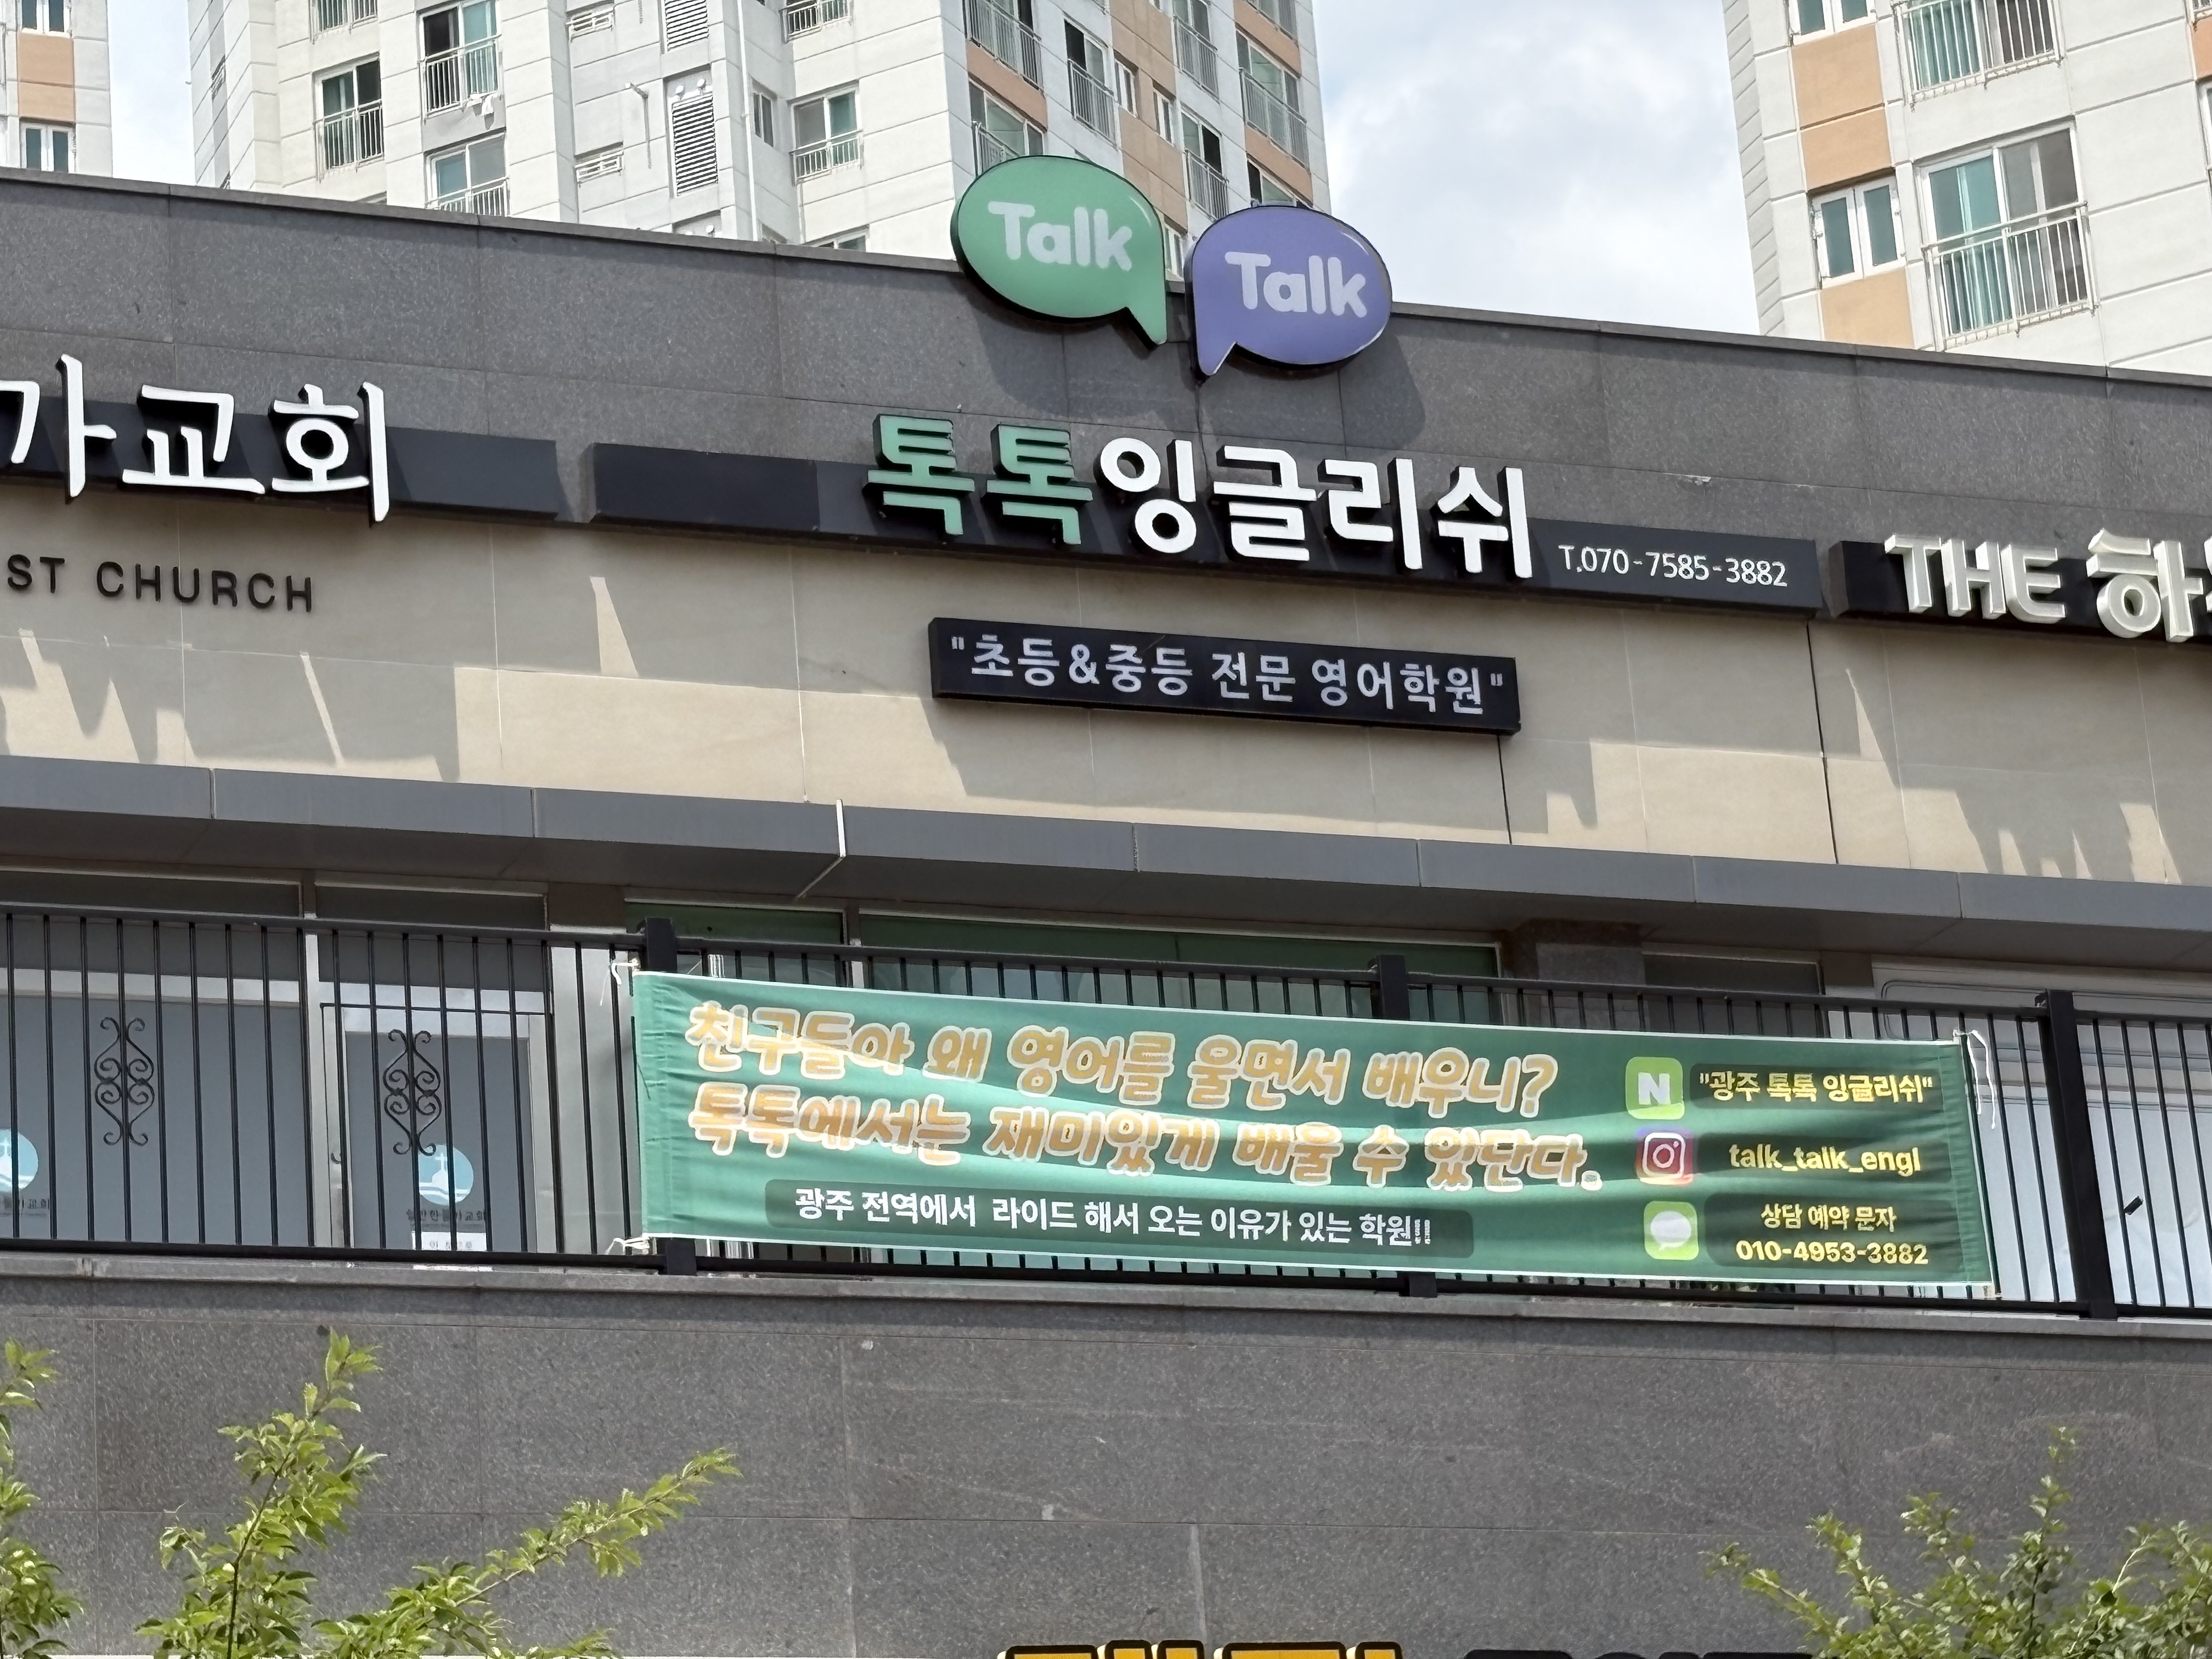 Talk
Talk
가교회
ST CHURCH
톡톡잉글리쉬
T.070-7585-3882
THE 하
"초등&중등 전문 영어학원"
친구들아 왜 영어를 울면서 배우니?
톡톡에서는 재미있게 배울 수 있단다.
광주 전역에서 라이드 해서 오는 이유가 있는 학원!!
N
"광주 톡톡 잉글리쉬"
talk_talk_engl
상담 예약 문자
010-4953-3882